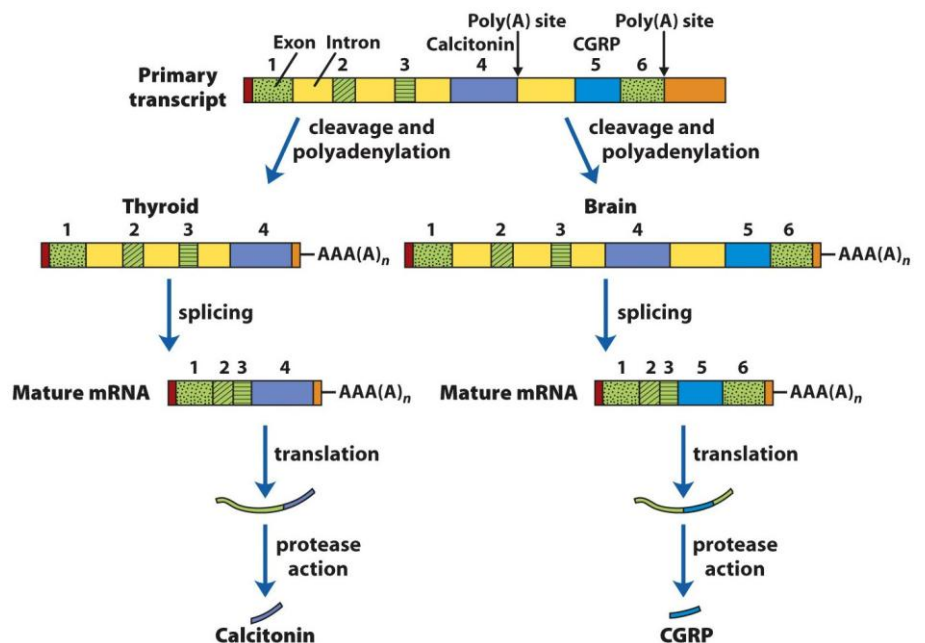 Poly(A) site Poly(A) site
Exon Intron Calcitonin CGRP
1 2 3 4 5 6
Primary
transcript
cleavage and
polyadenylation
cleavage and
polyadenylation
Thyroid
1 2 3 4
AAA(A)n
Brain
1 2 3 4 5 6
AAA(A)n
splicing
splicing
1 2 3 4
Mature mRNA
AAA(A)n
1 2 3 5 6
Mature mRNA
AAA(A)n
translation
translation
protease
action
protease
action
Calcitonin
CGRP